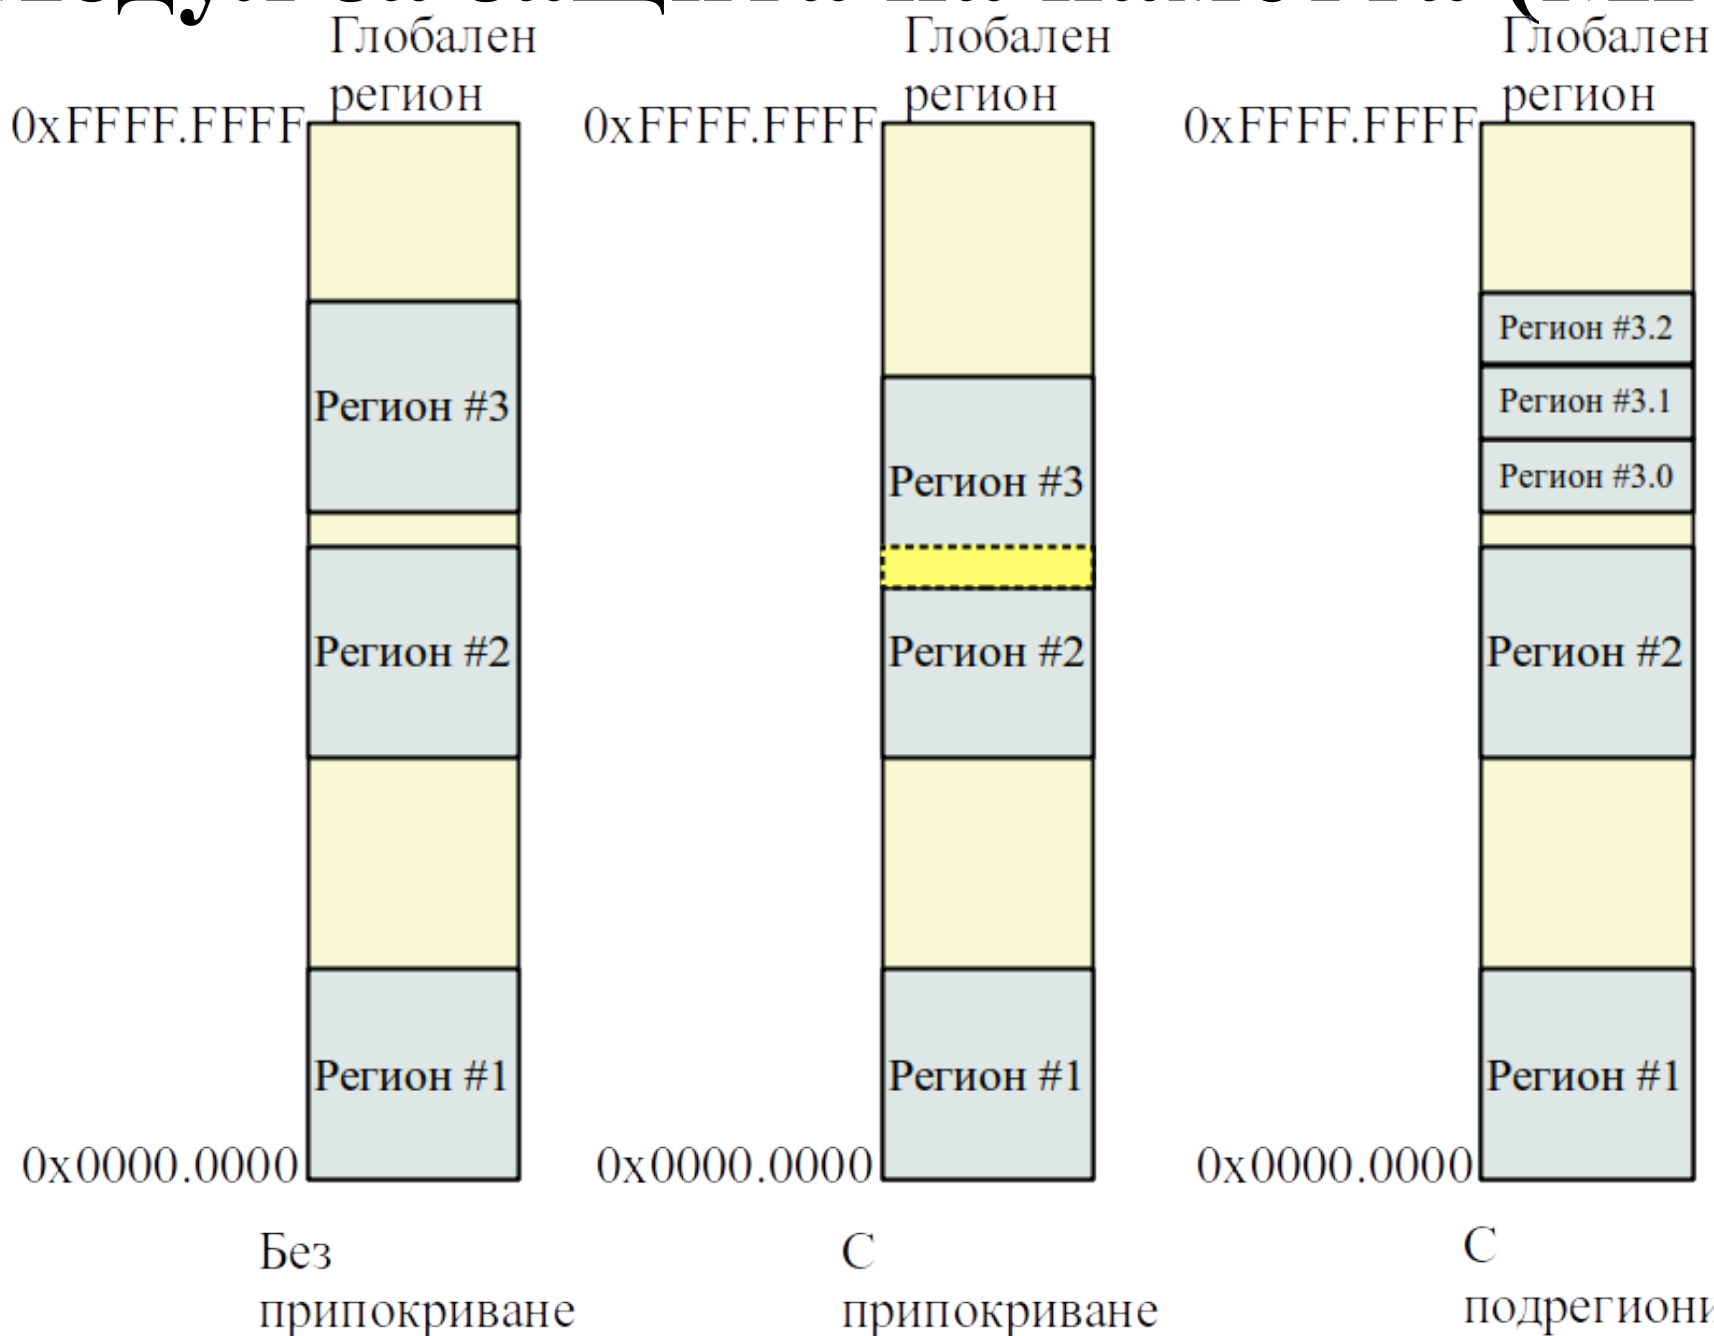 Глобален
регион
0xFFFF.FFFF
Регион #3
Регион #2
Регион #1
0x0000.0000
Без
припокриване
Глобален
регион
0xFFFF.FFFF
Регион #3
Регион #2
Регион #1
0x0000.0000
С
припокриване
Глобален
регион
0xFFFF.FFFF
Регион #3.2
Регион #3.1
Регион #3.0
Регион #2
Регион #1
0x0000.0000
С
подрегиони